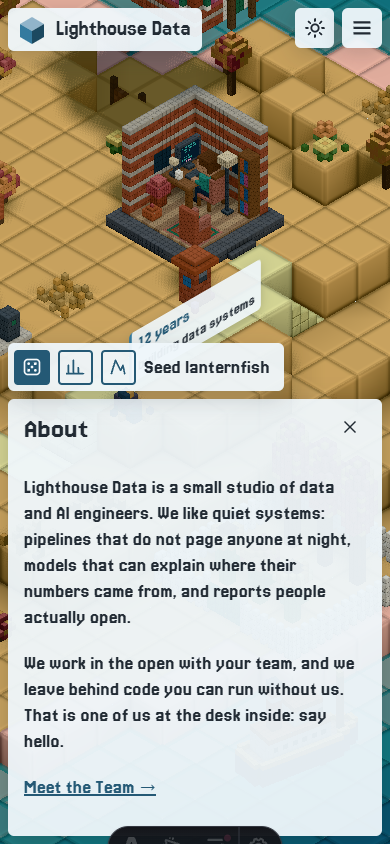 Lighthouse Data
12 years
data systems
Seed lanternfish
About
Lighthouse Data is a small studio of data
and AI engineers. We like quiet systems:
pipelines that do not page anyone at night,
models that can explain where their
numbers came from, and reports people
actually open.
We work in the open with your team, and we
leave behind code you can run without us.
That is one of us at the desk inside: say
hello.
Meet the Team →